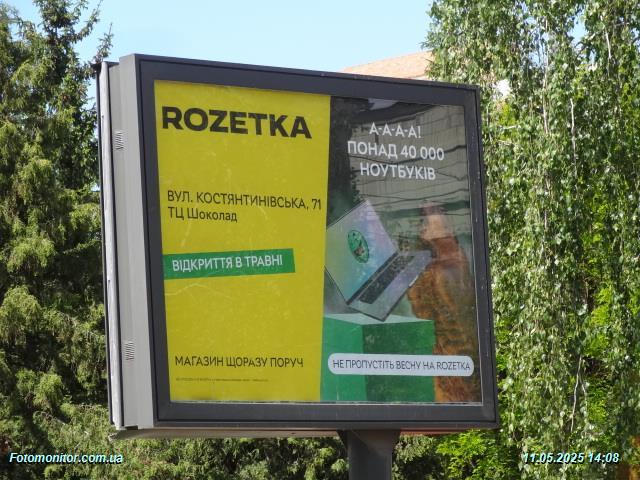 ROZETKA
ВУЛ. КОСТЯНТИНІВСЬКА, 71
ТЦ Шоколад
ВІДКРИТТЯ В ТРАВНІ
МАГАЗИН ЩОРАЗУ ПОРУЧ
А-А-А-А!
ПОНАД 40 000
НОУТБУКІВ
НЕ ПРОПУСТІТЬ ВЕСНУ НА ROZETKA
Fotomonitor.com.ua
11.05.2025 14:08